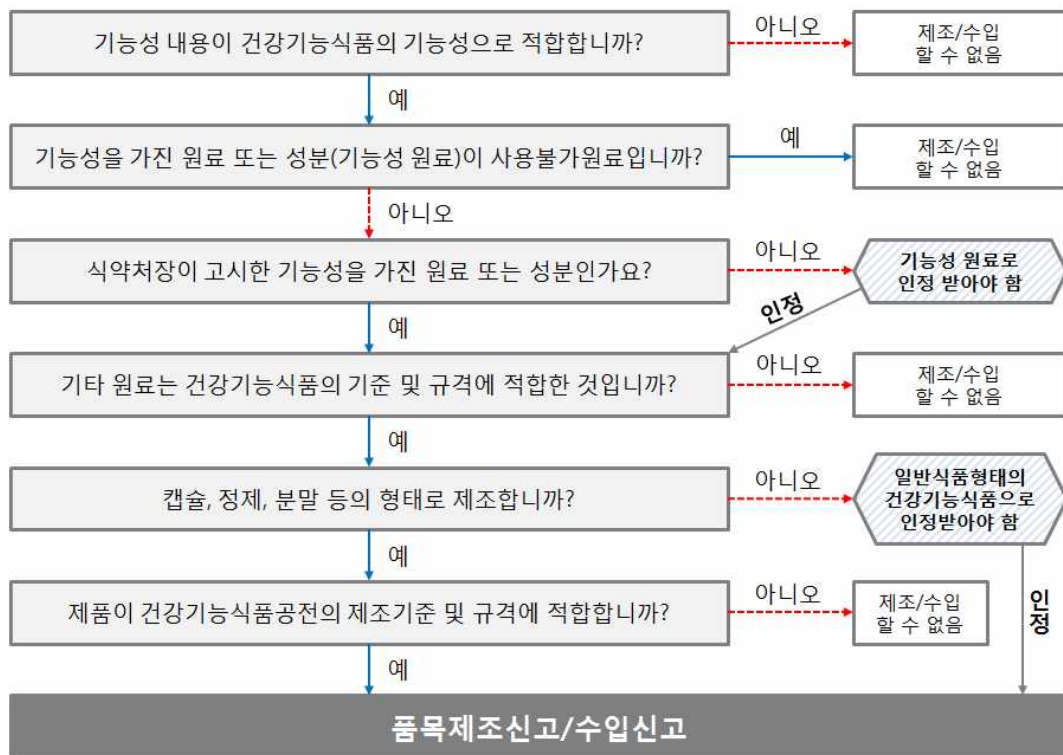 기능성 내용이 건강기능식품의 기능성으로 적합합니까?
아니오
제조/수입
할 수 없음
예
기능성을 가진 원료 또는 성분(기능성 원료)이 사용불가원료입니까?
예
제조/수입
할 수 없음
아니오
식약처장이 고시한 기능성을 가진 원료 또는 성분인가요?
아니오
기능성 원료로
인정 받아야 함
예
인정
기타 원료는 건강기능식품의 기준 및 규격에 적합한 것입니까?
아니오
제조/수입
할 수 없음
예
캡슐, 정제, 분말 등의 형태로 제조합니까?
아니오
일반식품형태의
건강기능식품으로
인정받아야 함
예
제품이 건강기능식품공전의 제조기준 및 규격에 적합합니까?
아니오
제조/수입
할 수 없음
인정
예
품목제조신고/수입신고